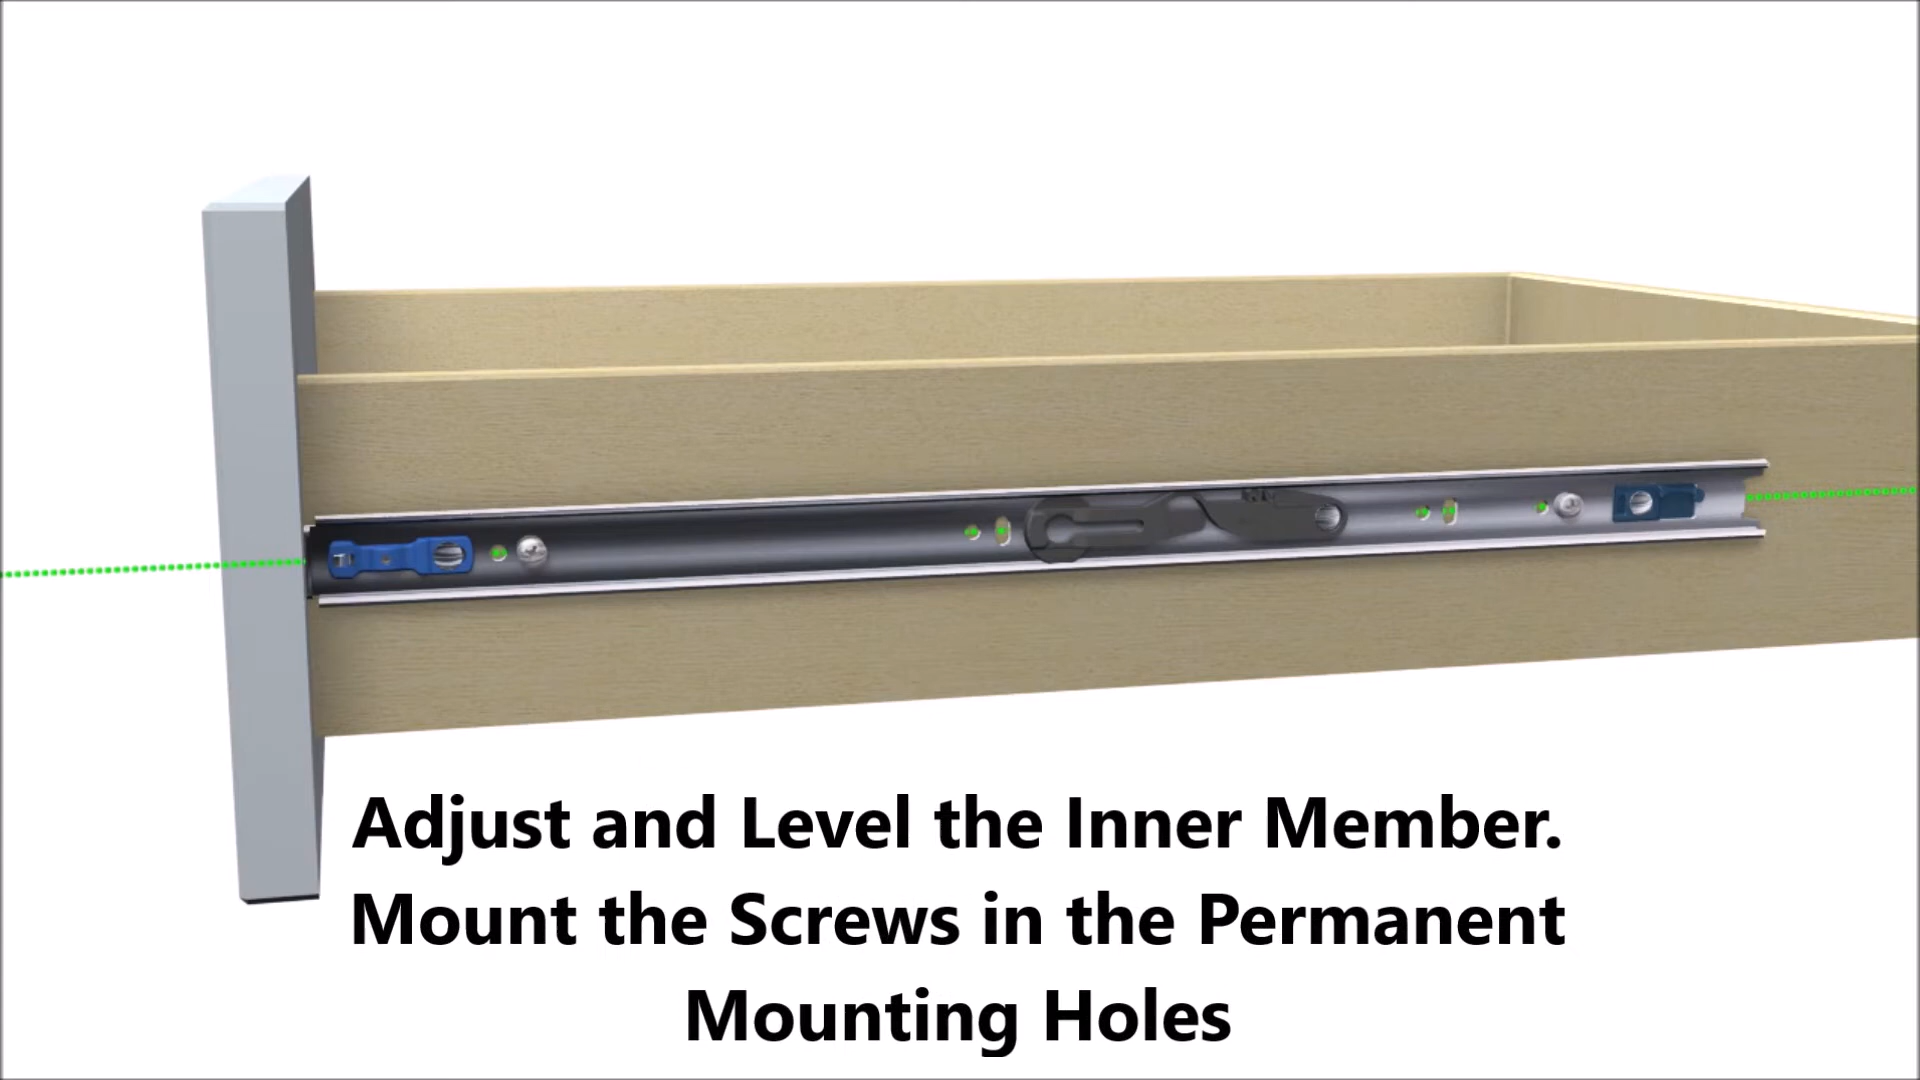 Adjust and Level the Inner Member.
Mount the Screws in the Permanent
Mounting Holes